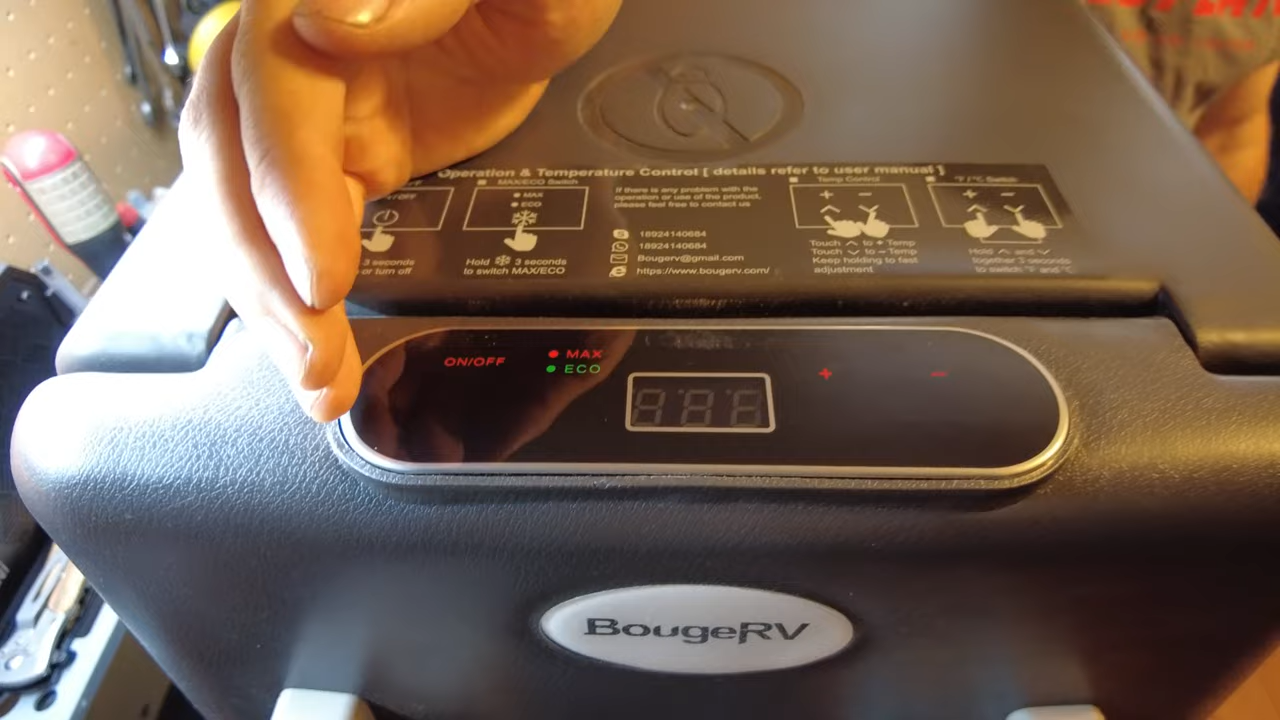 Operation & Temperature Control [ details refer to user manual ]
MAX/ECO Switch
MAX
ECO
Hold 3 seconds
to switch MAX/ECO
3 seconds
or turn off
If there is any problem with the
operation or use of the product,
please feel free to contact us
18924140684
18924140684
Bougerv@gmail.com
https://www.bougerv.com/
Temp Control
+ −
Touch ︿ to + Temp
Touch ﹀ to − Temp
Keep holding to fast
adjustment
°F / °C Switch
+ −
Hold ︿ and ﹀
together 3 seconds
to switch °F and °C
ON/OFF
MAX
ECO
+ −
BougeRV